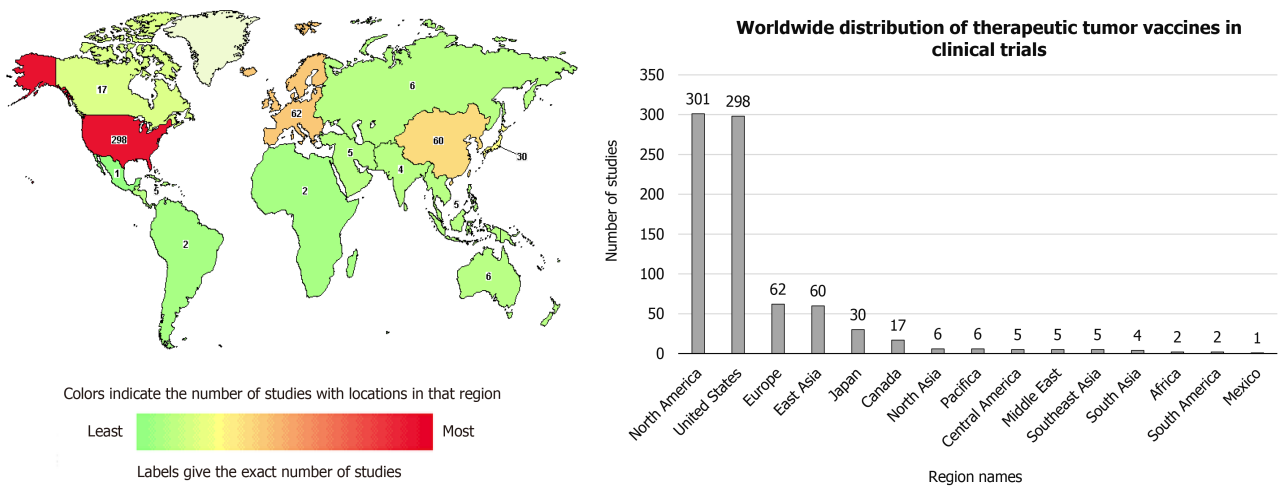 17
298
1
5
2
62
6
5
2
4
60
30
5
6
Colors indicate the number of studies with locations in that region
Least
Most
Labels give the exact number of studies
Worldwide distribution of therapeutic tumor vaccines in
clinical trials
Number of studies
350
300
250
200
150
100
50
0
301
298
62
60
30
17
6
6
5
5
5
4
2
2
1
North America
United States
Europe
East Asia
Japan
Canada
North Asia
Pacifica
Central America
Middle East
Southeast Asia
South Asia
Africa
South America
Mexico
Region names